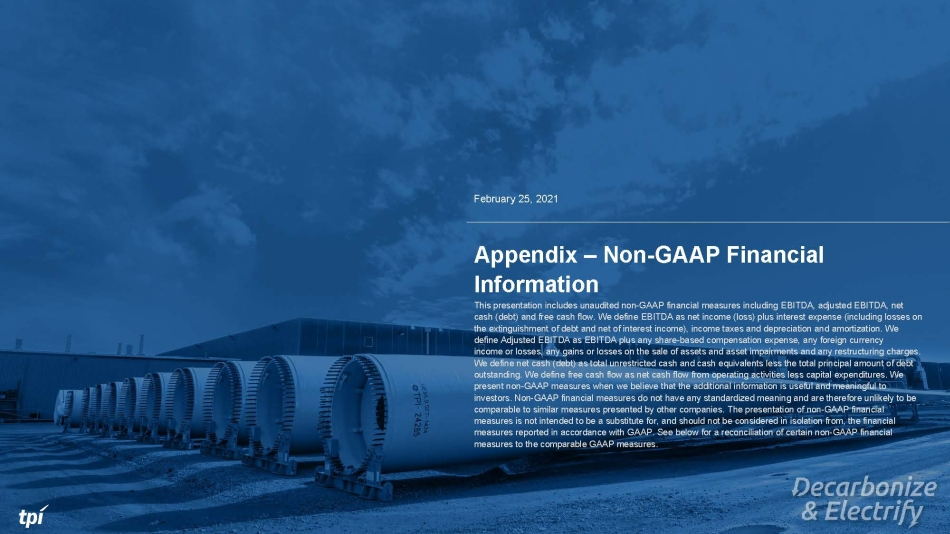 February 25, 2021
Appendix – Non-GAAP Financial
Information
This presentation includes unaudited non-GAAP financial measures including EBITDA, adjusted EBITDA, net
cash (debt) and free cash flow. We define EBITDA as net income (loss) plus interest expense (including losses on
the extinguishment of debt and net of interest income), income taxes and depreciation and amortization. We
define Adjusted EBITDA as EBITDA plus any share-based compensation expense, any foreign currency
income or losses, any gains or losses on the sale of assets and asset impairments and any restructuring charges.
We define net cash (debt) as total unrestricted cash and cash equivalents less the total principal amount of debt
outstanding. We define free cash flow as net cash flow from operating activities less capital expenditures. We
present non-GAAP measures when we believe that the additional information is useful and meaningful to
investors. Non-GAAP financial measures do not have any standardized meaning and are therefore unlikely to be
comparable to similar measures presented by other companies. The presentation of non-GAAP financial
measures is not intended to be a substitute for, and should not be considered in isolation from, the financial
measures reported in accordance with GAAP. See below for a reconciliation of certain non-GAAP financial
measures to the comparable GAAP measures.
Decarbonize
& Electrify
tpi